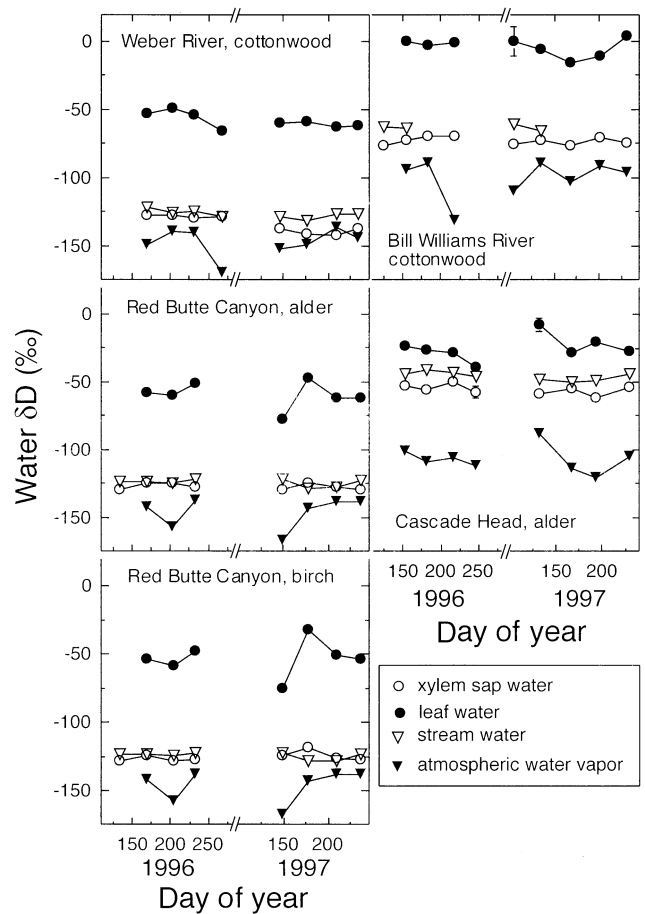 Weber River, cottonwood
0
-50
-100
-150
Bill Williams River
cottonwood
Red Butte Canyon, alder
0
-50
-100
-150
Water δD (‰)
Cascade Head, alder
150 200 250
150 200
1996
1997
Day of year
Red Butte Canyon, birch
0
-50
-100
-150
150 200 250
150 200
1996
1997
Day of year
xylem sap water
leaf water
stream water
atmospheric water vapor